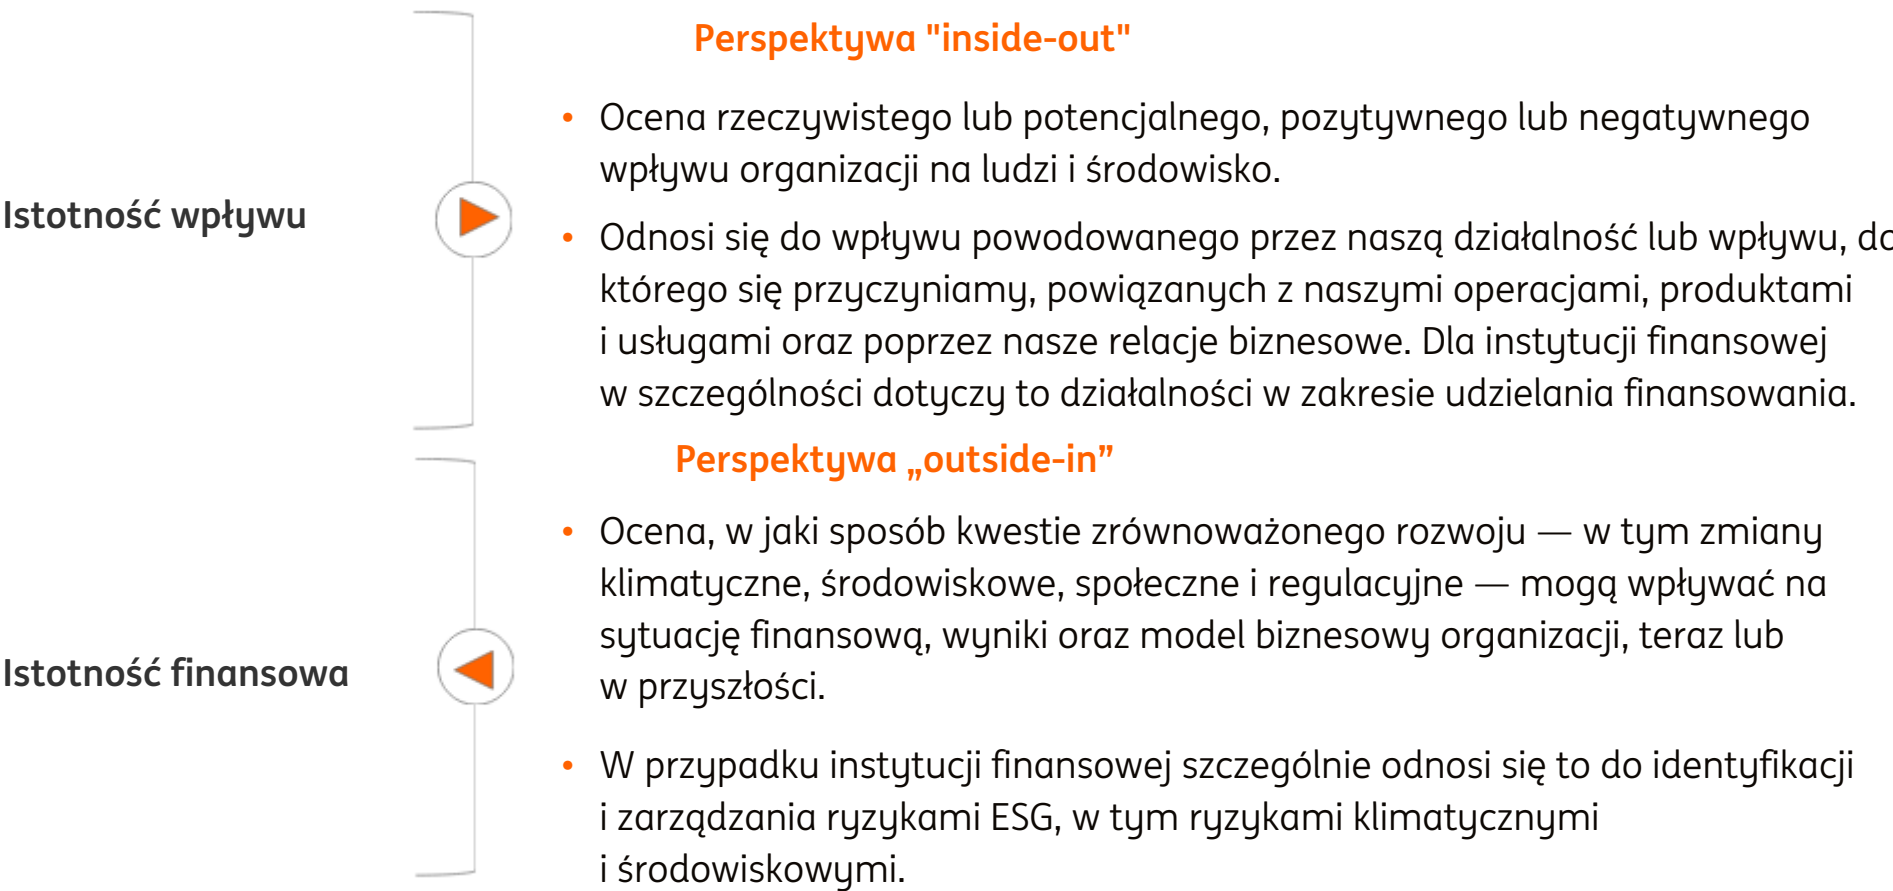 Perspektywa "inside-out"
Istotność wpływu
• Ocena rzeczywistego lub potencjalnego, pozytywnego lub negatywnego
wpływu organizacji na ludzi i środowisko.
• Odnosi się do wpływu powodowanego przez naszą działalność lub wpływu, do
którego się przyczyniamy, powiązanych z naszymi operacjami, produktami
i usługami oraz poprzez nasze relacje biznesowe. Dla instytucji finansowej
w szczególności dotyczy to działalności w zakresie udzielania finansowania.
Perspektywa „outside-in”
Istotność finansowa
• Ocena, w jaki sposób kwestie zrównoważonego rozwoju — w tym zmiany
klimatyczne, środowiskowe, społeczne i regulacyjne — mogą wpływać na
sytuację finansową, wyniki oraz model biznesowy organizacji, teraz lub
w przyszłości.
• W przypadku instytucji finansowej szczególnie odnosi się to do identyfikacji
i zarządzania ryzykami ESG, w tym ryzykami klimatycznymi
i środowiskowymi.